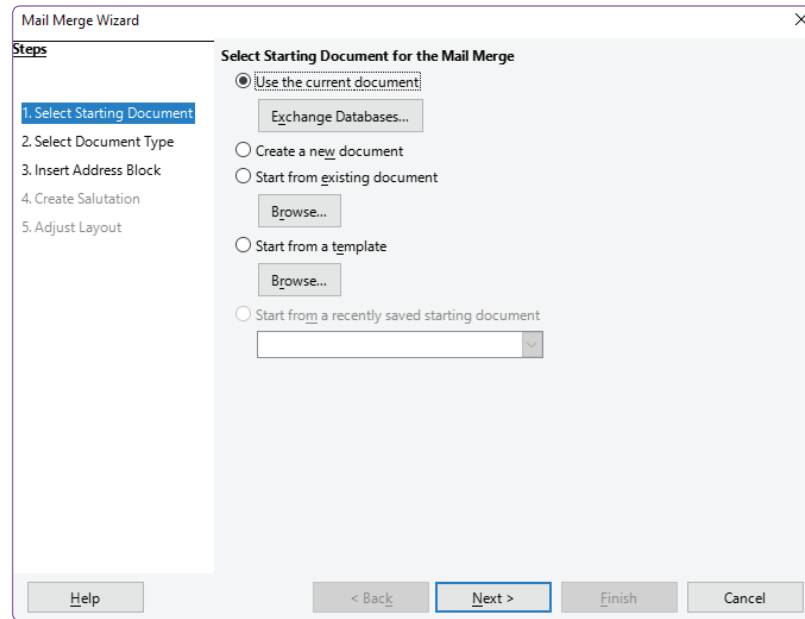 Mail Merge Wizard
Steps
1. Select Starting Document
2. Select Document Type
3. Insert Address Block
4. Create Salutation
5. Adjust Layout
Select Starting Document for the Mail Merge
Use the current document
Exchange Databases...
Create a new document
Start from existing document
Browse...
Start from a template
Browse...
Start from a recently saved starting document
Help
< Back
Next >
Finish
Cancel